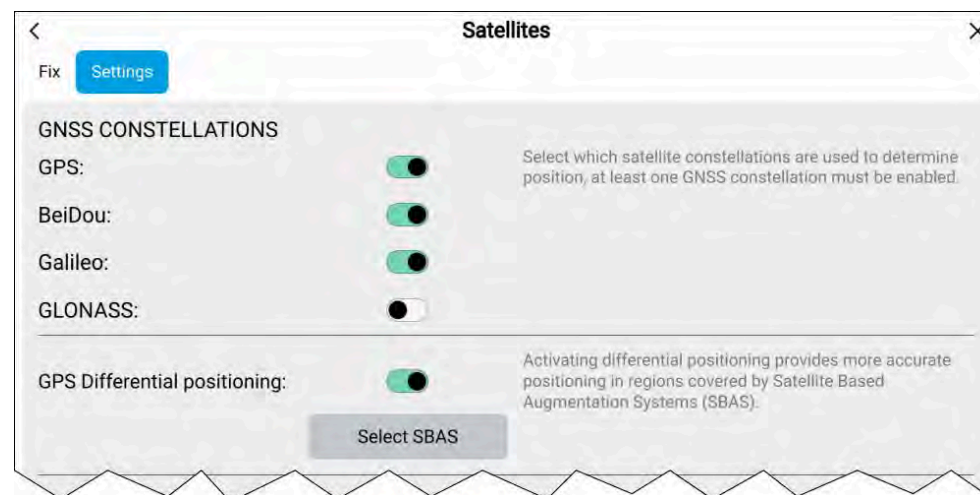 Satellites
Fix
Settings
GNSS CONSTELLATIONS
GPS:
Select which satellite constellations are used to determine
position, at least one GNSS constellation must be enabled.
BeiDou:
Galileo:
GLONASS:
GPS Differential positioning:
Activating differential positioning provides more accurate
positioning in regions covered by Satellite Based
Augmentation Systems (SBAS).
Select SBAS